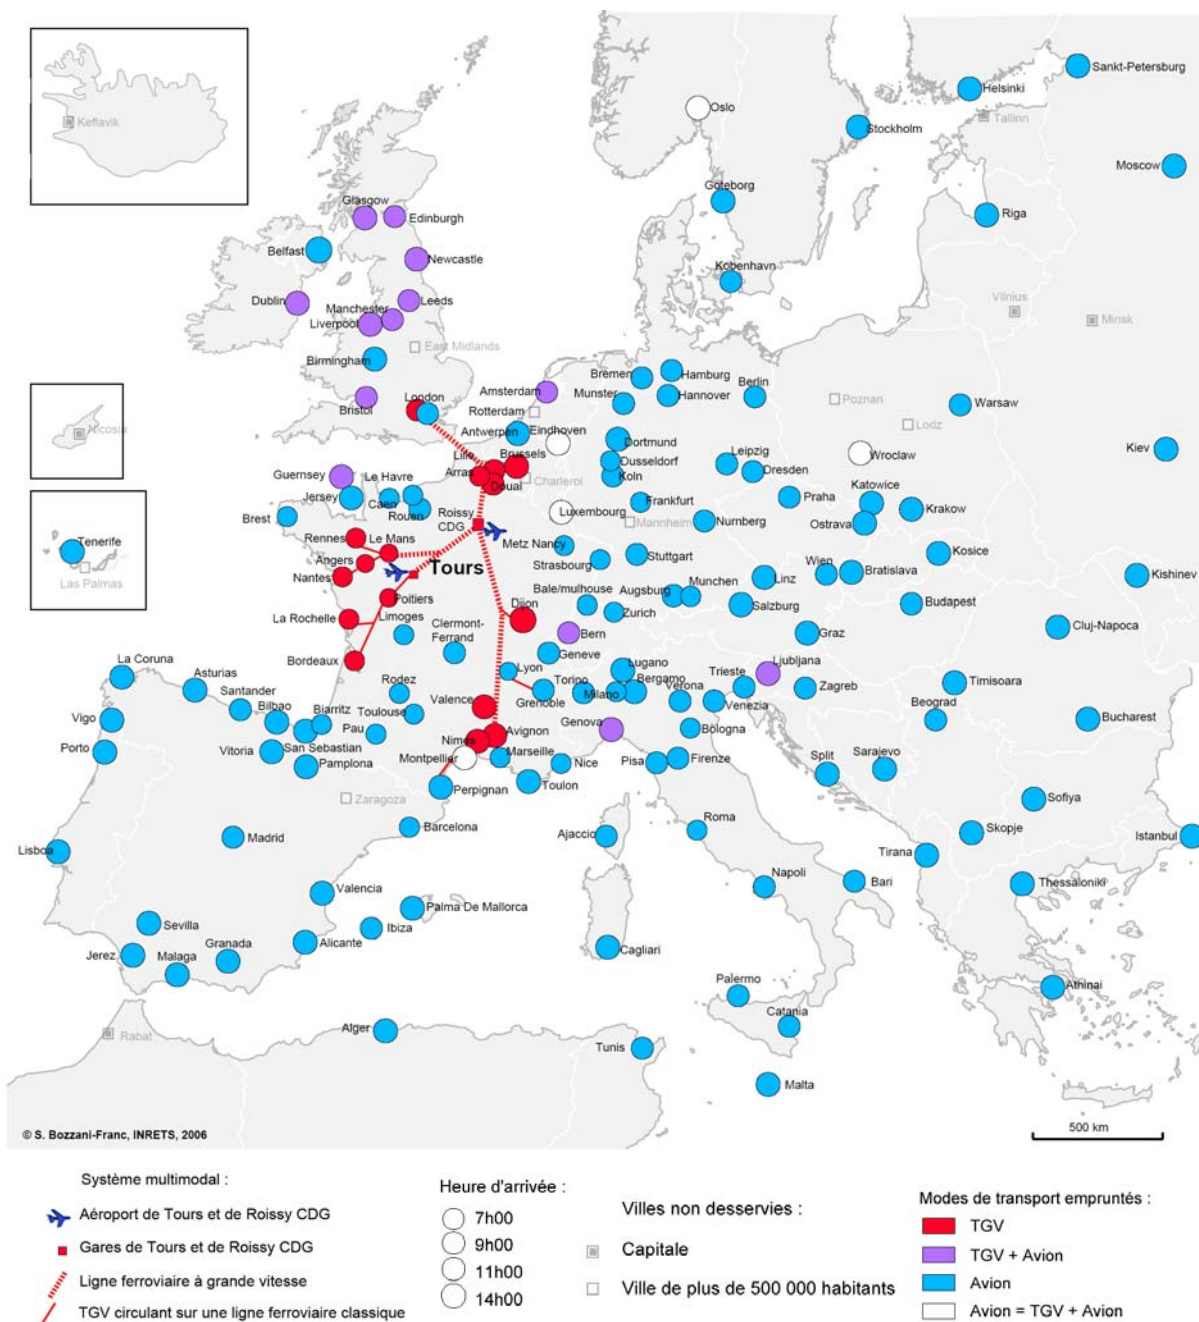 Sankt-Petersburg
Helsinki
Oslo
Keflavik
Tallinn
Stockholm
Moscow
Goteborg
Glasgow
Edinburgh
Riga
Belfast
Newcastle
Kobenhavn
Vilnius
Dublin
Leeds
Manchester
Liverpool
Minsk
East Midlands
Birmingham
Hamburg
Bremen
Berlin
Amsterdam
Hannover
Munster
Poznan
Warsaw
London
Bristol
Rotterdam
Lodz
Nicosia
Antwerpen
Eindhoven
Dortmund
Kiev
Lille
Brussels
Leipzig
Wroclaw
Dusseldorf
Arras
Guernsey
Le Havre
Douai
Charleroi
Koln
Dresden
Jersey
Caen
Rouen
Roissy
CDG
Luxembourg
Frankfurt
Praha
Katowice
Krakow
Mannheim
Nurnberg
Ostrava
Brest
Rennes
Le Mans
Metz Nancy
Tenerife
Angers
Tours
Strasbourg
Stuttgart
Kosice
Wien
Las Palmas
Nantes
Bratislava
Linz
Kishinev
Poitiers
Bale/mulhouse
Augsburg
Munchen
Budapest
La Rochelle
Limoges
Dijon
Zurich
Salzburg
Clermont-
Ferrand
Bern
Graz
Cluj-Napoca
Bordeaux
La Coruna
Asturias
Geneve
Lugano
Trieste
Ljubljana
Lyon
Rodez
Torino
Bergamo
Timisoara
Santander
Valence
Grenoble
Milano
Verona
Zagreb
Bilbao
Biarritz
Toulouse
Venezia
Beograd
Bucharest
Vigo
Pau
Avignon
Genova
Bologna
Nimes
Porto
Vitoria
San Sebastian
Montpellier
Marseille
Sarajevo
Pamplona
Nice
Pisa
Firenze
Split
Perpignan
Toulon
Zaragoza
Sofiya
Barcelona
Roma
Madrid
Ajaccio
Skopje
Istanbul
Lisboa
Tirana
Valencia
Napoli
Bari
Thessaloniki
Palma De Mallorca
Sevilla
Ibiza
Granada
Alicante
Jerez
Malaga
Cagliari
Palermo
Athinai
Catania
Rabat
Alger
Tunis
Malta
© S. Bozzani-Franc, INRETS, 2006
500 km
Système multimodal :
Aéroport de Tours et de Roissy CDG
Gares de Tours et de Roissy CDG
Ligne ferroviaire à grande vitesse
TGV circulant sur une ligne ferroviaire classique
Heure d'arrivée :
7h00
9h00
11h00
14h00
Villes non desservies :
Capitale
Ville de plus de 500 000 habitants
Modes de transport empruntés :
TGV
TGV + Avion
Avion
Avion = TGV + Avion